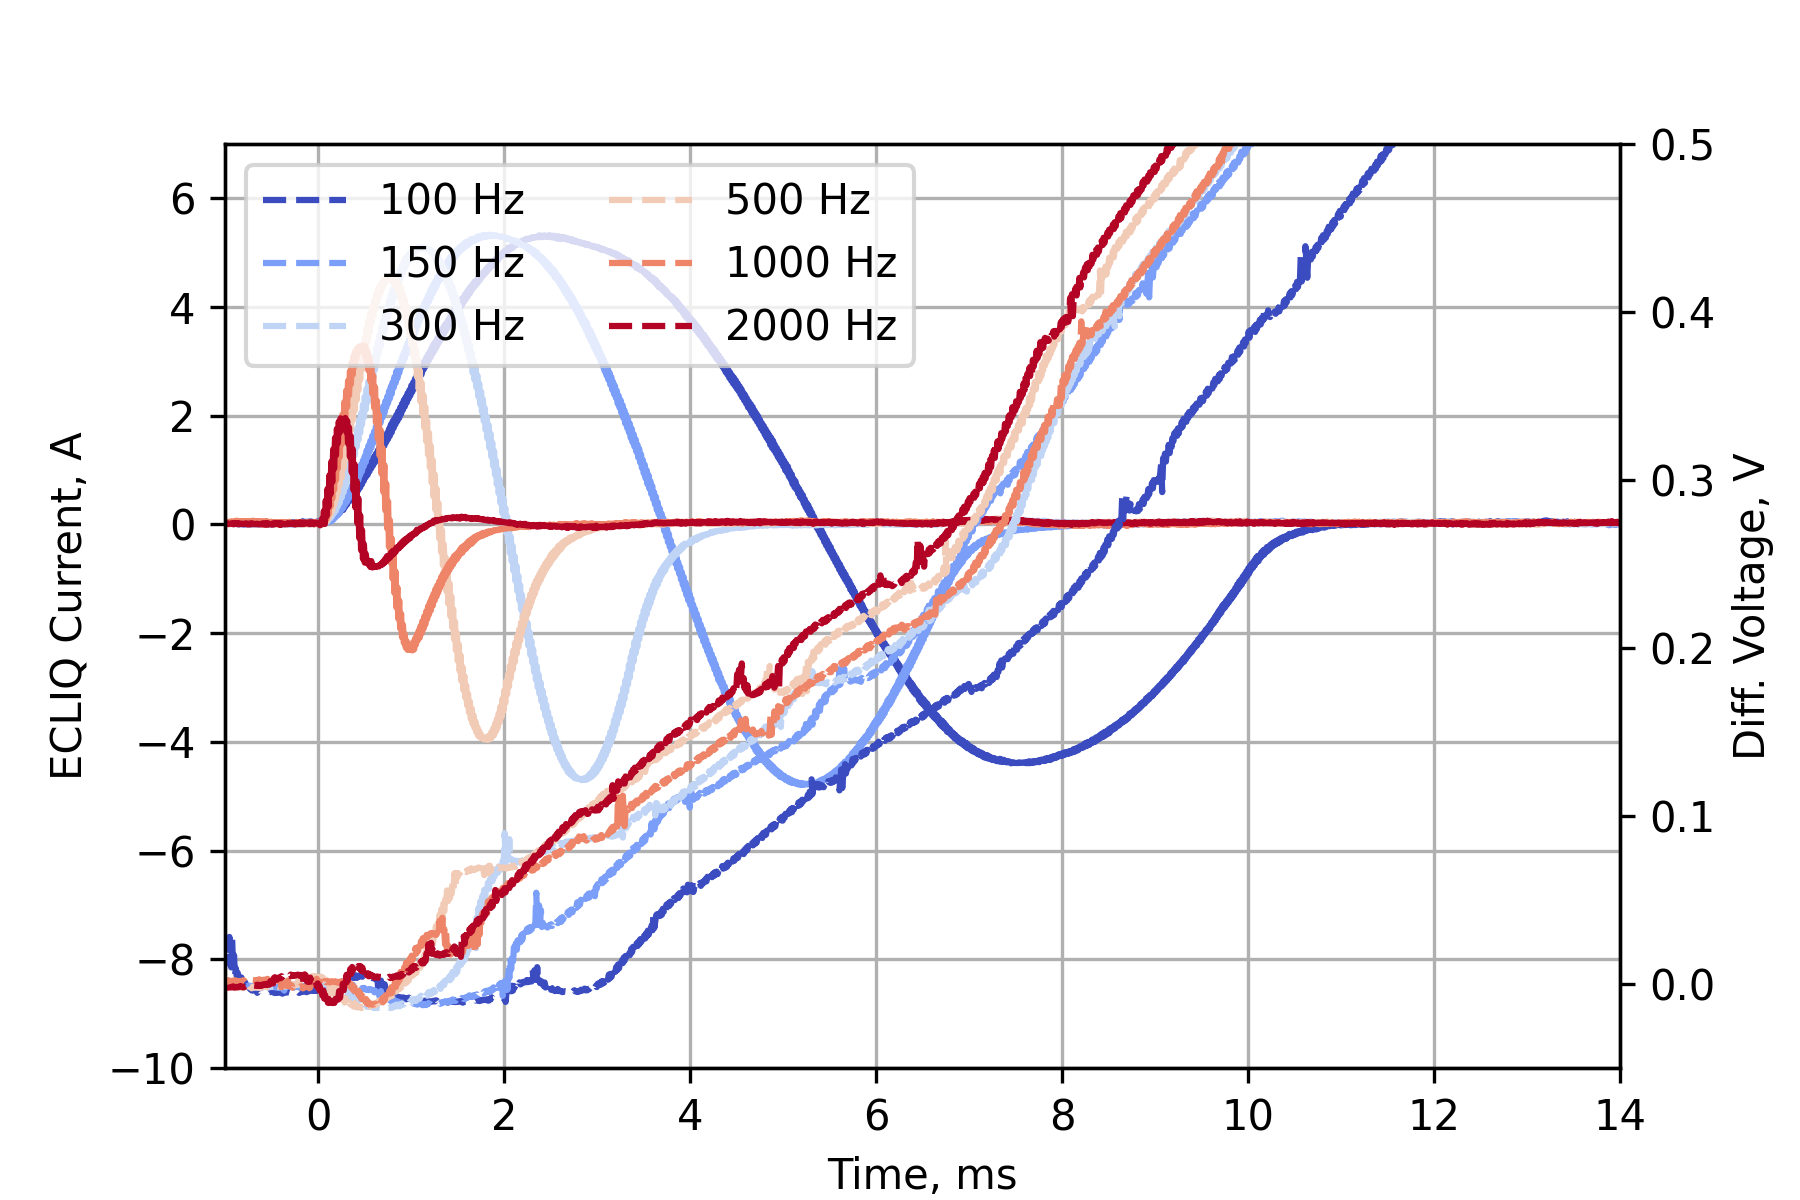 100 Hz
150 Hz
300 Hz
500 Hz
1000 Hz
2000 Hz
ECLIQ Current, A
6
4
2
0
−2
−4
−6
−8
−10
0.5
0.4
0.3
0.2
0.1
0.0
Diff. Voltage, V
0 2 4 6 8 10 12 14
Time, ms